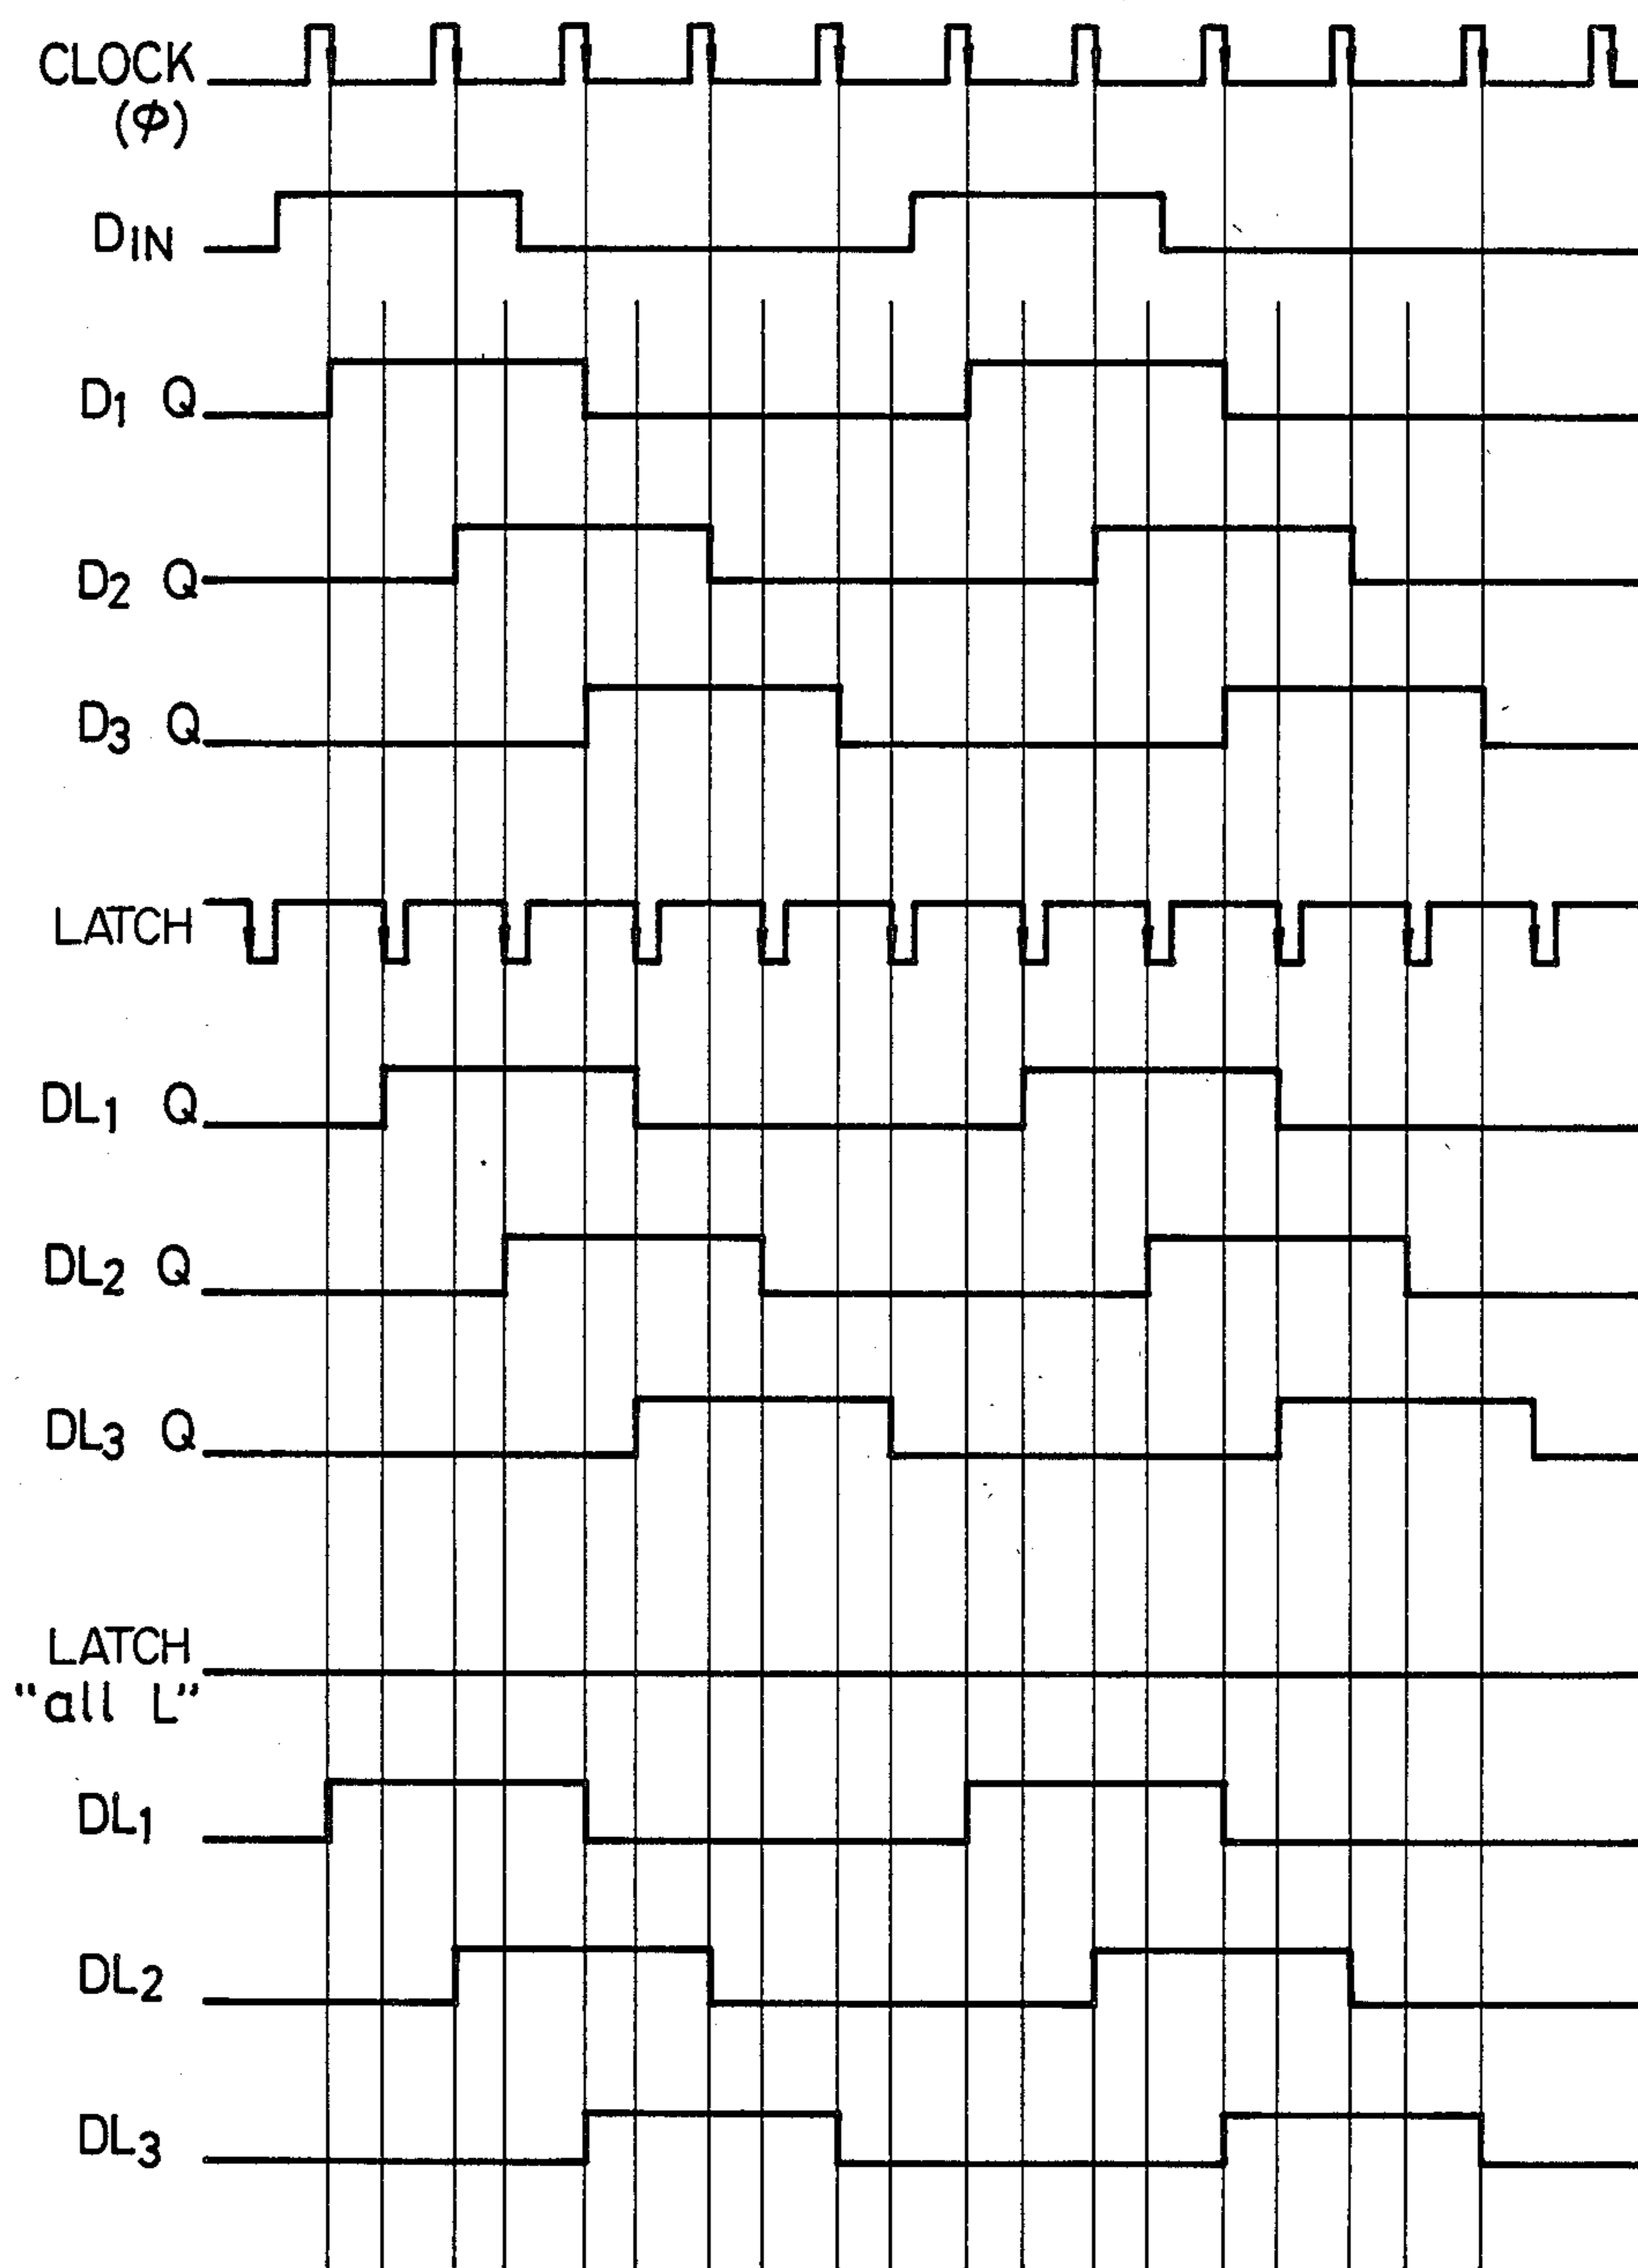 CLOCK
(φ)
DIN
D1 Q
D2 Q
D3 Q
LATCH
DL1 Q
DL2 Q
DL3 Q
LATCH
"all L"
DL1
DL2
DL3